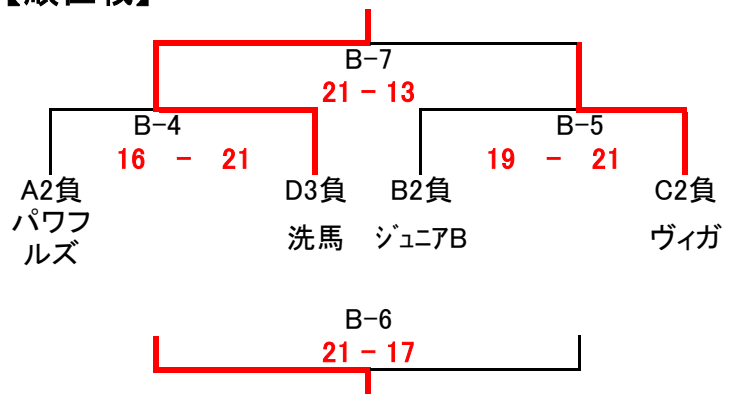 B-7
21 - 13
B-4
B-5
16 - 21
19 - 21
A2負
D3負
B2負
C2負
パワフ
ルズ
洗馬
ジュニアB
ヴィガ
B-6
21 - 17